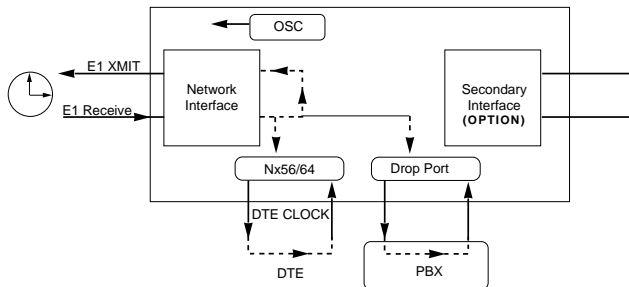 OSC
E1 XMIT
E1 Receive
Network
Interface
Secondary
Interface
(OPTION)
Nx56/64
Drop Port
DTE CLOCK
DTE
PBX